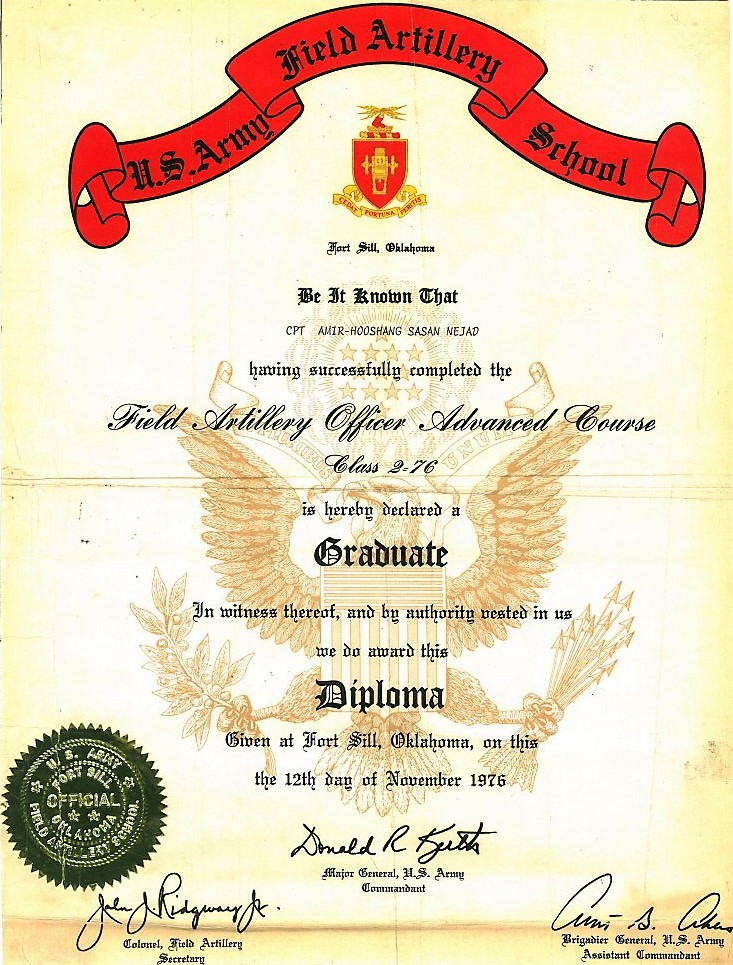 U.S. Army Field Artillery School
CEDAT FORTUNA PERITIS
Fort Sill, Oklahoma
Be It Known That
CPT AMIR-HOOSHANG SASAN NEJAD
having successfully completed the
Field Artillery Officer Advanced Course
Class 2-76
UNUM
is hereby declared a
Graduate
In witness thereof, and by authority vested in us
we do award this
Diploma
Given at Fort Sill, Oklahoma, on this
the 12th day of November 1976
U. S. ARMY
FORT SILL
OFFICIAL
OKLAHOMA
FIELD ARTILLERY SCHOOL
Donald R Keith
Major General, U.S. Army
Commandant
John J. Ridgway Jr.
Colonel, Field Artillery
Secretary
Brigadier General, U.S. Army
Assistant Commandant